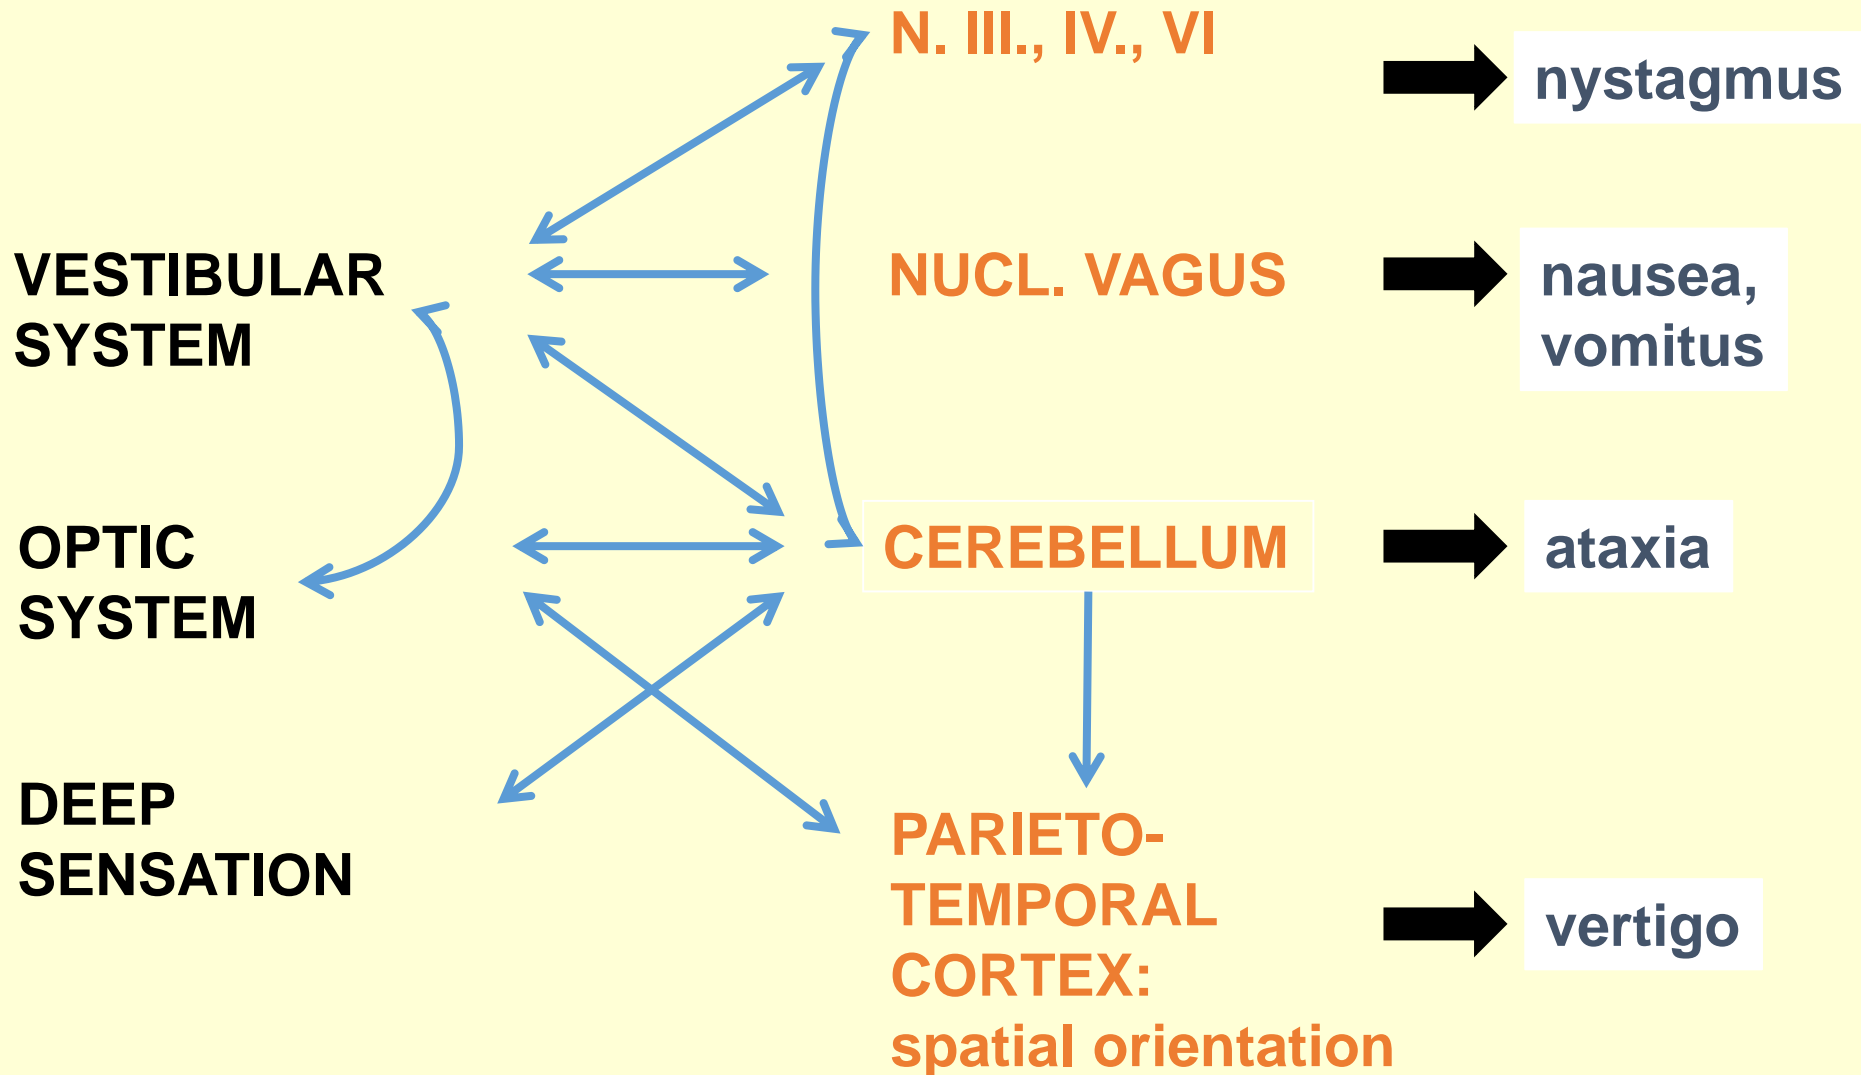 N. III., IV., VI
nystagmus
VESTIBULAR
SYSTEM
NUCL. VAGUS
nausea,
vomitus
OPTIC
SYSTEM
CEREBELLUM
ataxia
DEEP
SENSATION
PARIETO-
TEMPORAL
CORTEX:
spatial orientation
vertigo